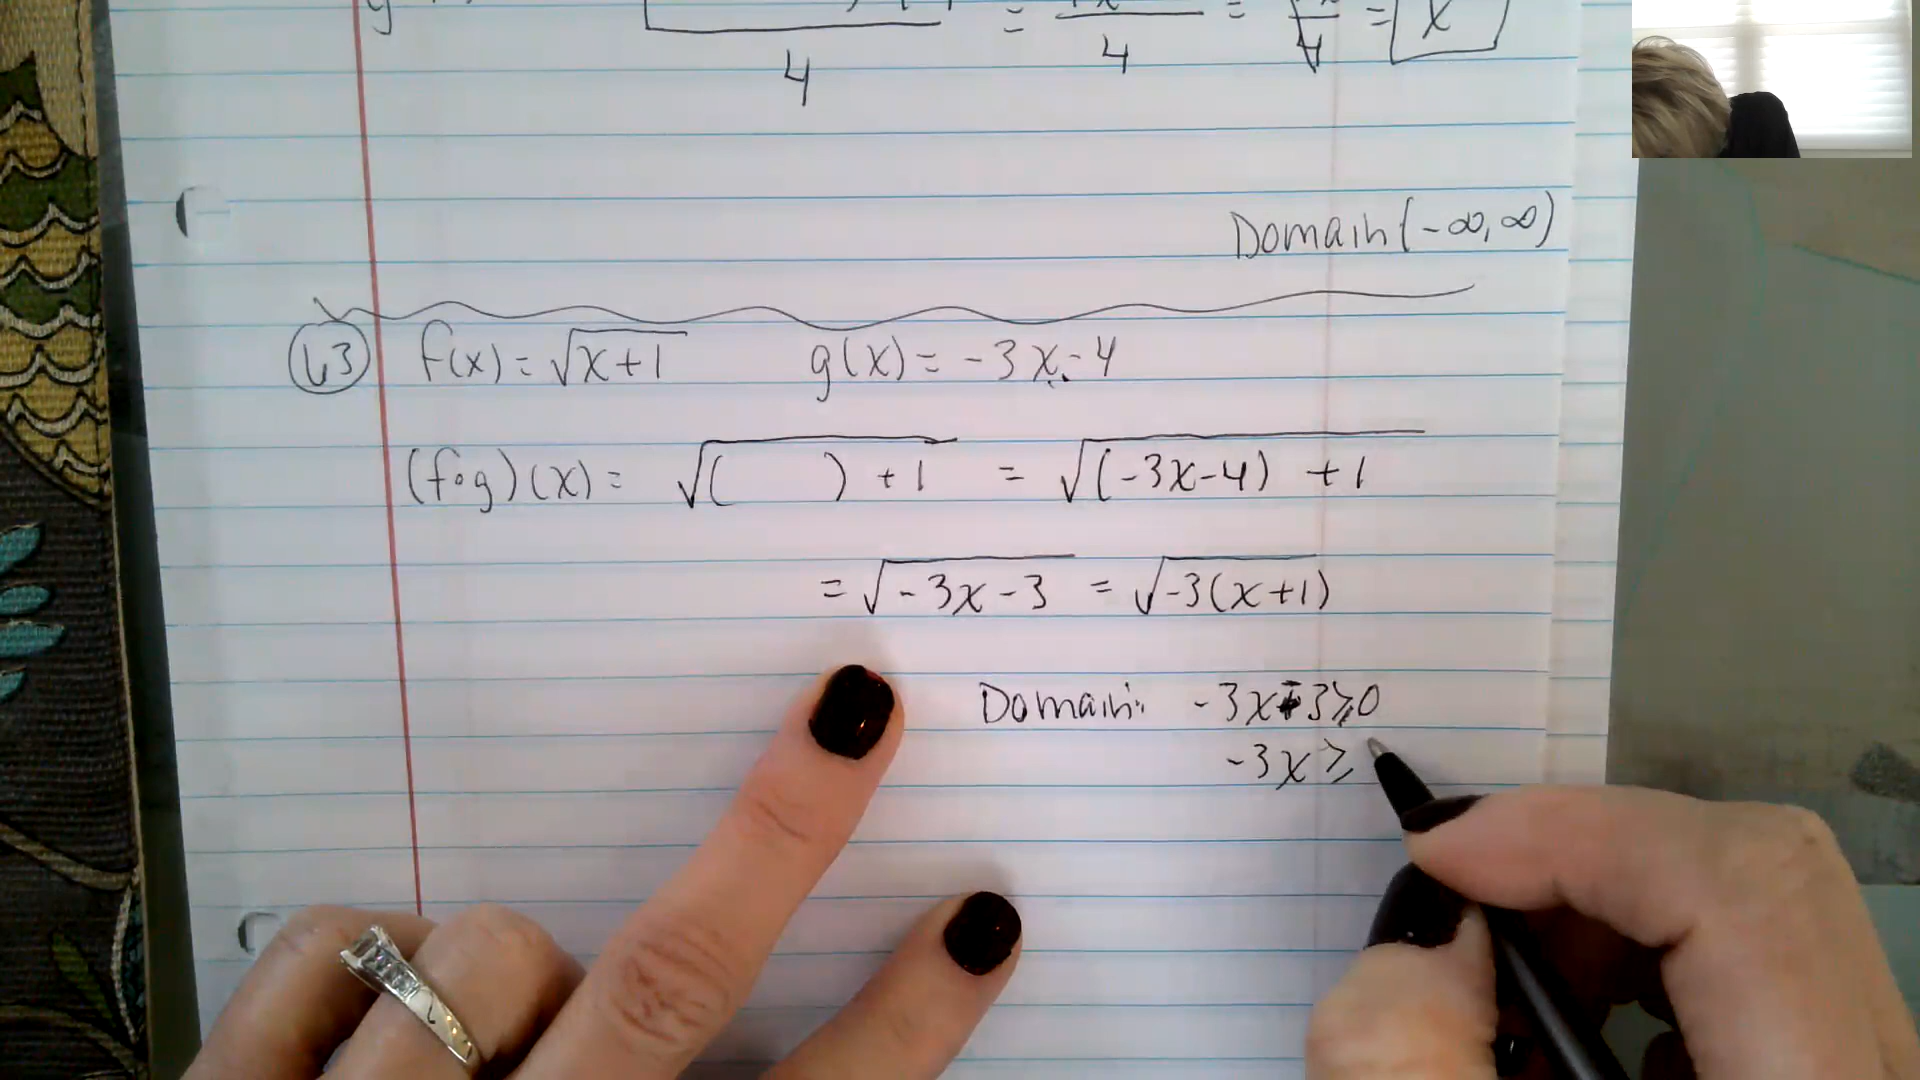 4 = 4 = 4 = x
Domain (-∞, ∞)
63 f(x) = √x+1 g(x) = -3x-4
(f∘g)(x) = √( ) + 1 = √(-3x-4) + 1
= √-3x-3 = √-3(x+1)
Domain: -3x-3≥0
-3x ≥